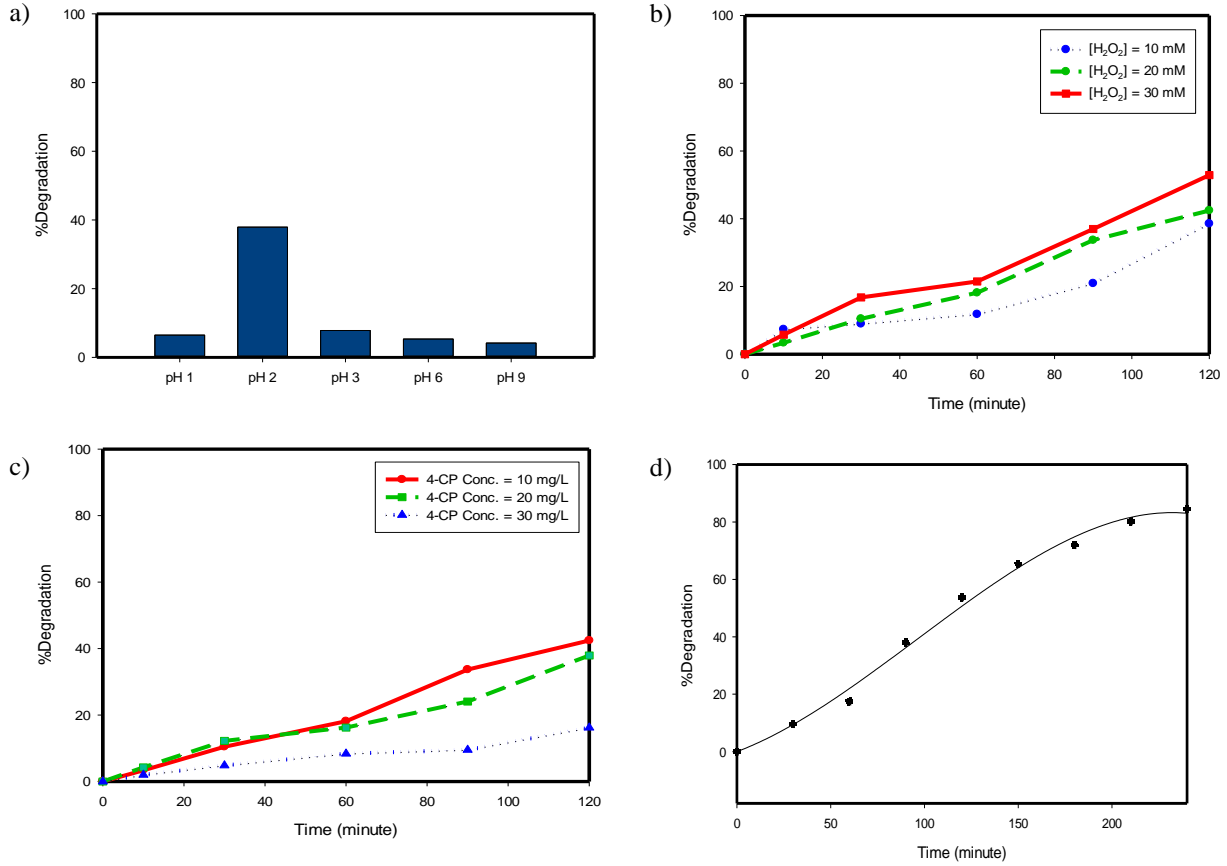 a)
100
80
60
40
20
0
%Degradation
pH 1 pH 2 pH 3 pH 6 pH 9
b)
100
80
60
40
20
0
%Degradation
[H₂O₂] = 10 mM
[H₂O₂] = 20 mM
[H₂O₂] = 30 mM
0 20 40 60 80 100 120
Time (minute)
c)
100
80
60
40
20
0
%Degradation
4-CP Conc. = 10 mg/L
4-CP Conc. = 20 mg/L
4-CP Conc. = 30 mg/L
0 20 40 60 80 100 120
Time (minute)
d)
100
80
60
40
20
0
%Degradation
0 50 100 150 200
Time (minute)